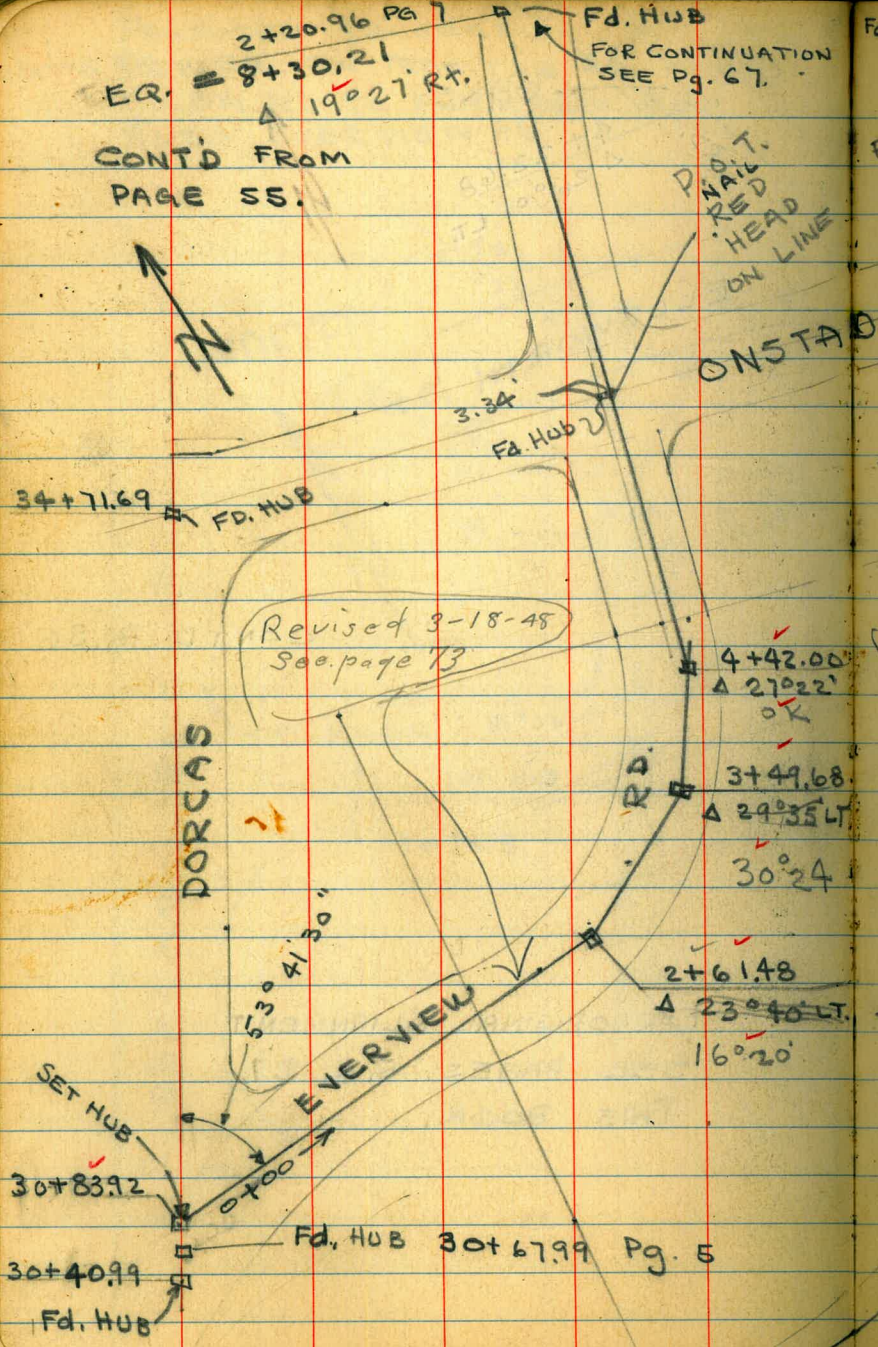 2+20.96 PG 7
EQ. = 8+30.21
Δ 19°27' Rt.
CONT'D FROM
PAGE 55.
Fd. HUB
FOR CONTINUATION
SEE Pg. 67.
P.O.T.
NAIL
RED
HEAD
ON LINE
N
ONSTAD
3.34'
Fd. Hub
34+71.69
FD. HUB
Revised 3-18-48
See page 73
4+42.00
Δ 27°22'
OK
DORCAS
RD.
3+49.68
Δ 29°35' LT
30°24
53° 41' 30"
2+61.48
Δ 23°40' LT.
16°20'
EVERVIEW
SET HUB
0+00 →
30+83.92
Fd. HUB 30+67.99 Pg. 5
30+40.99
Fd. HUB